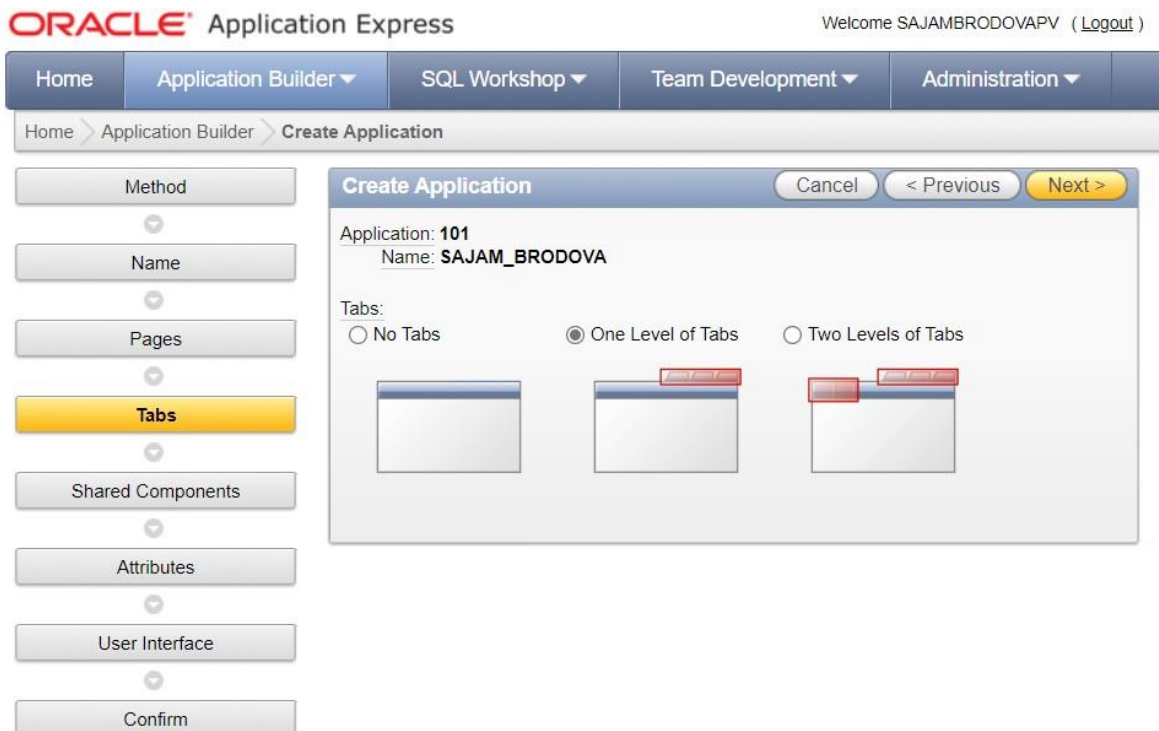 ORACLE Application Express
Welcome SAJAMBRODOVAPV ( Logout )
Home Application Builder SQL Workshop Team Development Administration
Home Application Builder Create Application
Method
Name
Pages
Tabs
Shared Components
Attributes
User Interface
Confirm
Create Application
Cancel < Previous Next >
Application: 101
Name: SAJAM_BRODOVA
Tabs:
No Tabs One Level of Tabs Two Levels of Tabs